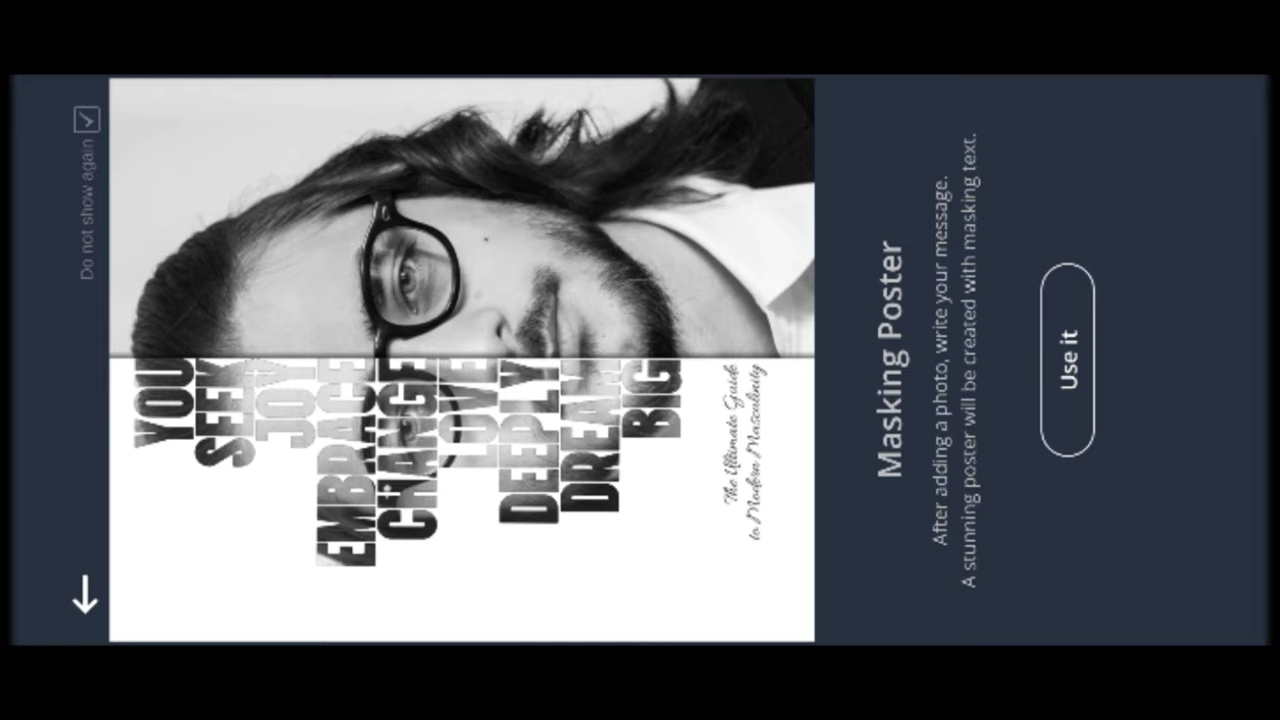 Do not show again
YOU
SEEK
JOY
EMBRACE
CHANGE
LOVE
DEEPLY
DREAM
BIG
The Ultimate Guide
to Modern Masculinity
Masking Poster
After adding a photo, write your message.
A stunning poster will be created with masking text.
Use it